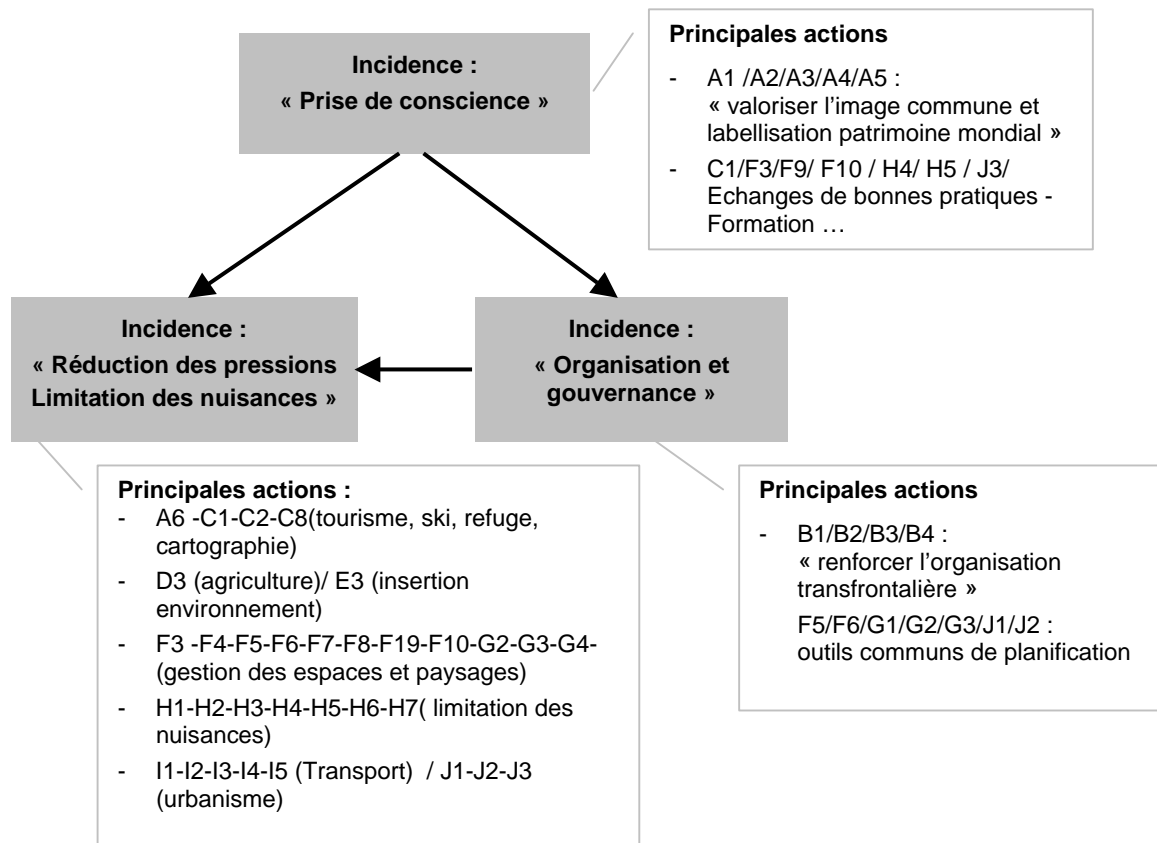 Incidence :
« Prise de conscience »
Principales actions
- A1 /A2/A3/A4/A5 :
« valoriser l'image commune et
labellisation patrimoine mondial »
- C1/F3/F9/ F10 / H4/ H5 / J3/
Echanges de bonnes pratiques -
Formation …
Incidence :
« Réduction des pressions
Limitation des nuisances »
Incidence :
« Organisation et
gouvernance »
Principales actions :
- A6 -C1-C2-C8(tourisme, ski, refuge,
cartographie)
- D3 (agriculture)/ E3 (insertion
environnement)
- F3 -F4-F5-F6-F7-F8-F19-F10-G2-G3-G4-
(gestion des espaces et paysages)
- H1-H2-H3-H4-H5-H6-H7( limitation des
nuisances)
- I1-I2-I3-I4-I5 (Transport) / J1-J2-J3
(urbanisme)
Principales actions
- B1/B2/B3/B4 :
« renforcer l'organisation
transfrontalière »
F5/F6/G1/G2/G3/J1/J2 :
outils communs de planification